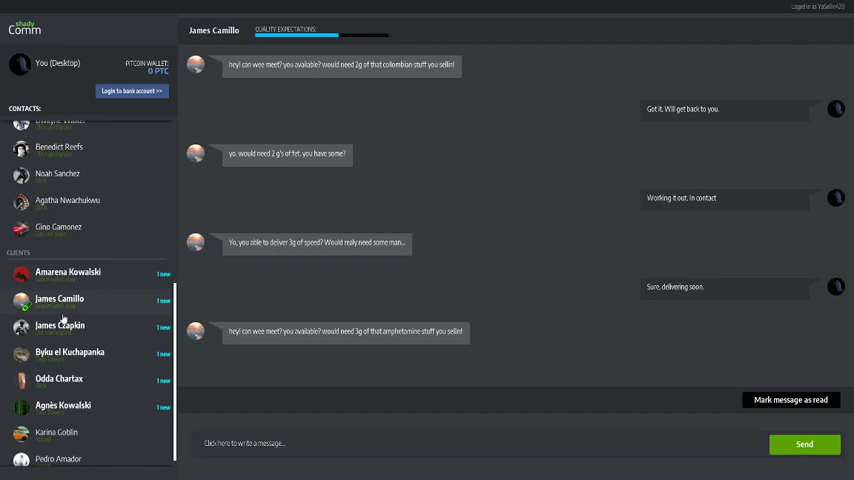 Loged in as YaSellin420
shady
Comm
You (Desktop)
PITCOIN WALLET:
0 PTC
Login to bank account >>
CONTACTS:
Dwayne Walker
Benedict Reefs
Noah Sanchez
Agatha Nwachukwu
Gino Gamonez
CLIENTS
Amarena Kowalski
1 new
James Camillo
1 new
James Czapkin
1 new
Byku el Kuchapanka
1 new
Odda Chartax
1 new
Agnès Kowalski
1 new
Karina Goblin
Pedro Amador
James Camillo
QUALITY EXPECTATIONS:
hey! can wee meet? you available? would need 2g of that collombian stuff you sellin!
Got it. Will get back to you.
yo. would need 2 g's of fet. you have some?
Working it out. In contact
Yo, you able to deliver 3g of speed? Would realy need some man...
Sure, delivering soon.
hey! can wee meet? you available? would need 3g of that amphetamine stuff you sellin!
Mark message as read
Click here to write a message...
Send